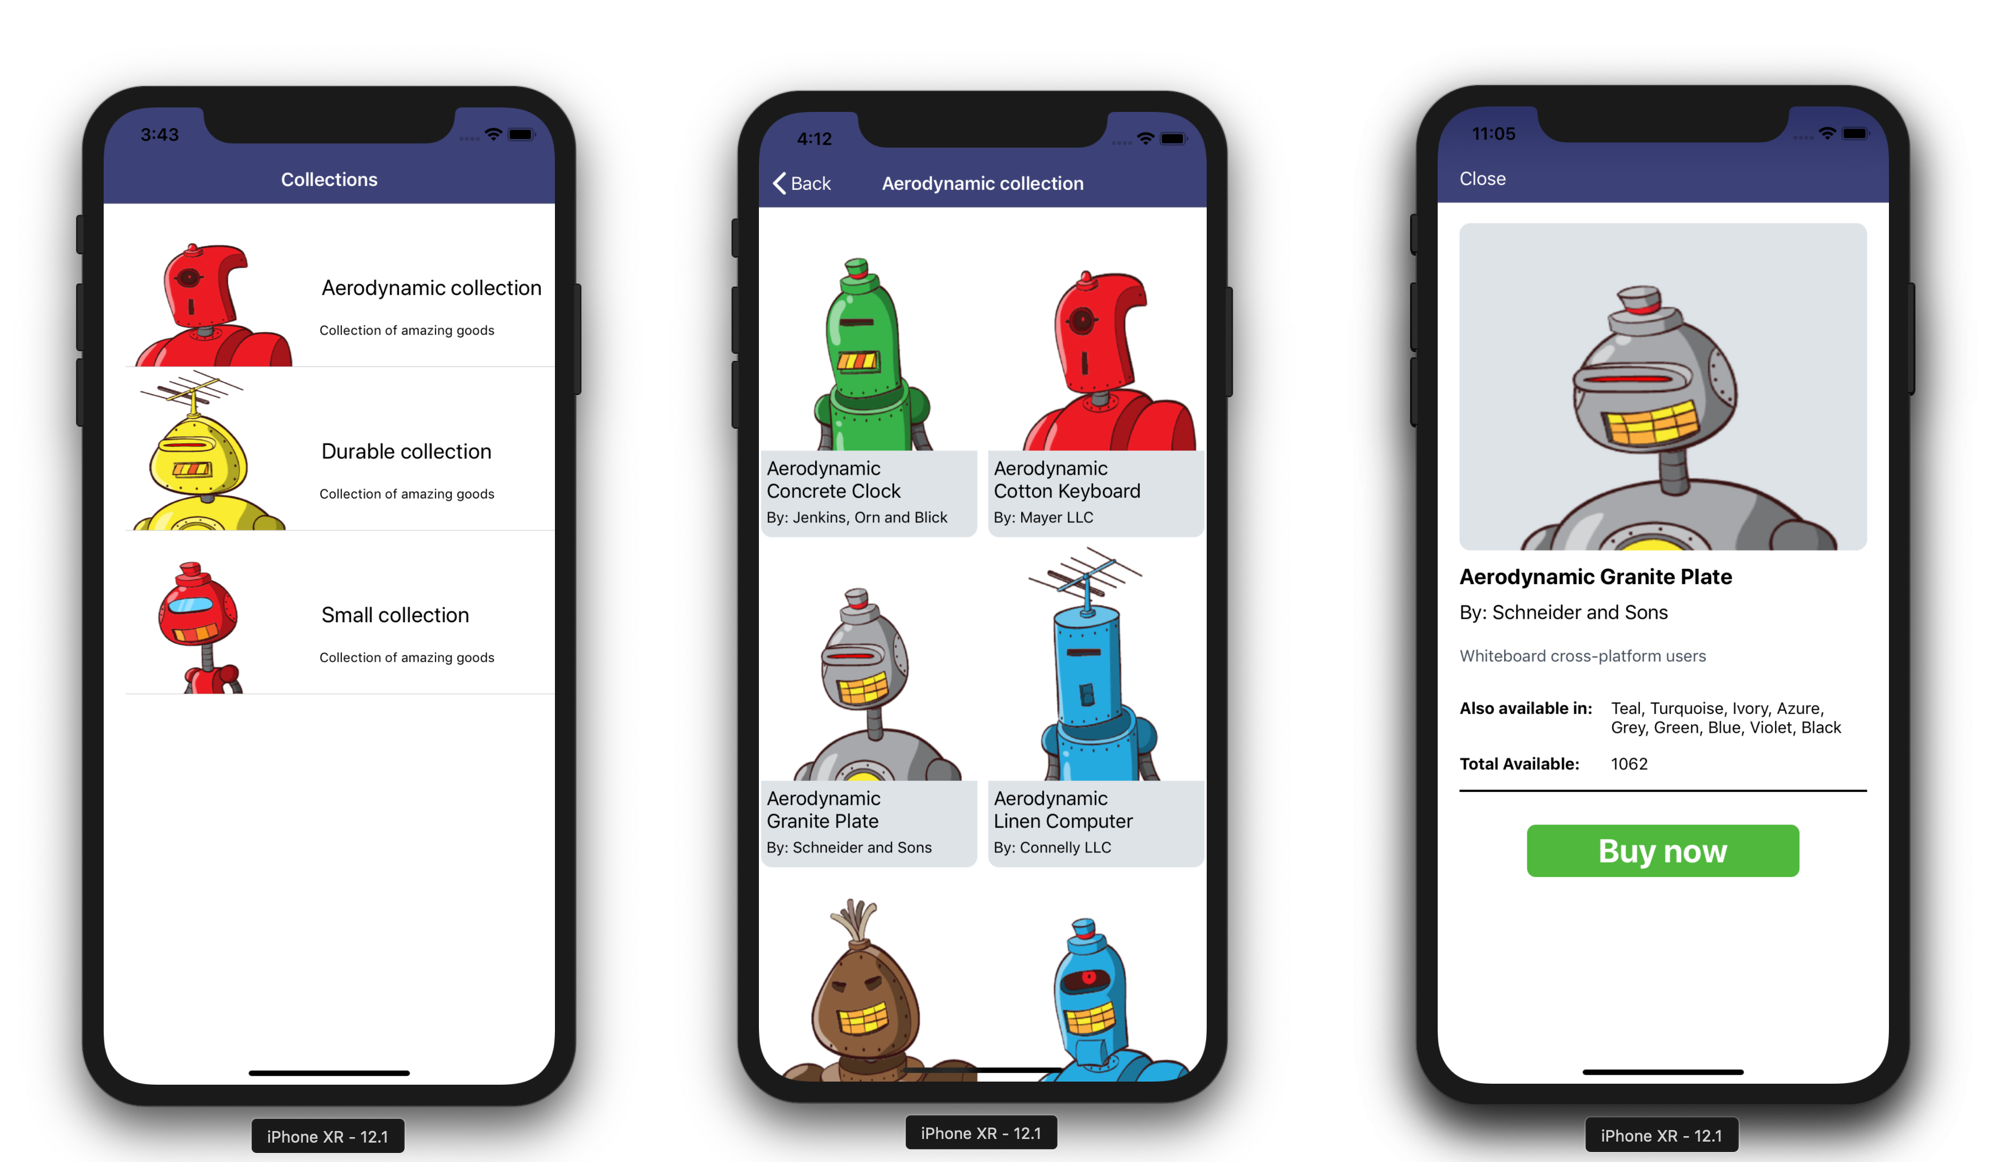 3:43
Collections
Aerodynamic collection
Collection of amazing goods
Durable collection
Collection of amazing goods
Small collection
Collection of amazing goods
iPhone XR - 12.1
4:12
Back
Aerodynamic collection
Aerodynamic
Concrete Clock
By: Jenkins, Orn and Blick
Aerodynamic
Cotton Keyboard
By: Mayer LLC
Aerodynamic
Granite Plate
By: Schneider and Sons
Aerodynamic
Linen Computer
By: Connelly LLC
iPhone XR - 12.1
11:05
Close
Aerodynamic Granite Plate
By: Schneider and Sons
Whiteboard cross-platform users
Also available in: Teal, Turquoise, Ivory, Azure,
Grey, Green, Blue, Violet, Black
Total Available: 1062
Buy now
iPhone XR - 12.1